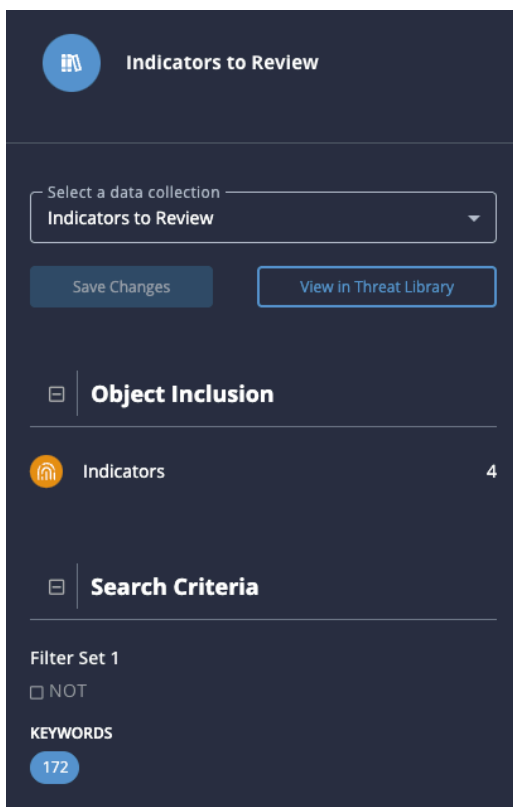 Indicators to Review
Select a data collection
Indicators to Review
Save Changes
View in Threat Library
Object Inclusion
Indicators 4
Search Criteria
Filter Set 1
NOT
KEYWORDS
172